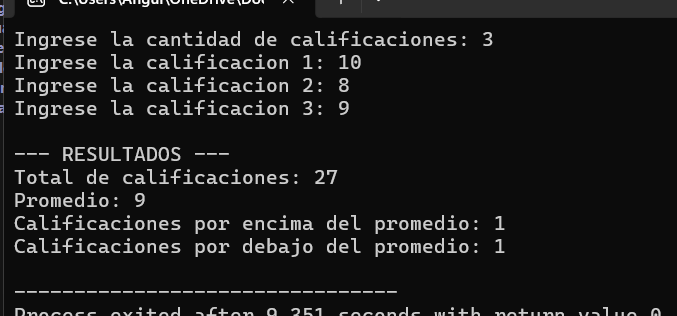 C:\Users\Angui\OneDrive\Doc
Ingrese la cantidad de calificaciones: 3
Ingrese la calificacion 1: 10
Ingrese la calificacion 2: 8
Ingrese la calificacion 3: 9
--- RESULTADOS ---
Total de calificaciones: 27
Promedio: 9
Calificaciones por encima del promedio: 1
Calificaciones por debajo del promedio: 1
--------------------------------
Process exited after 9.351 seconds with return value 0